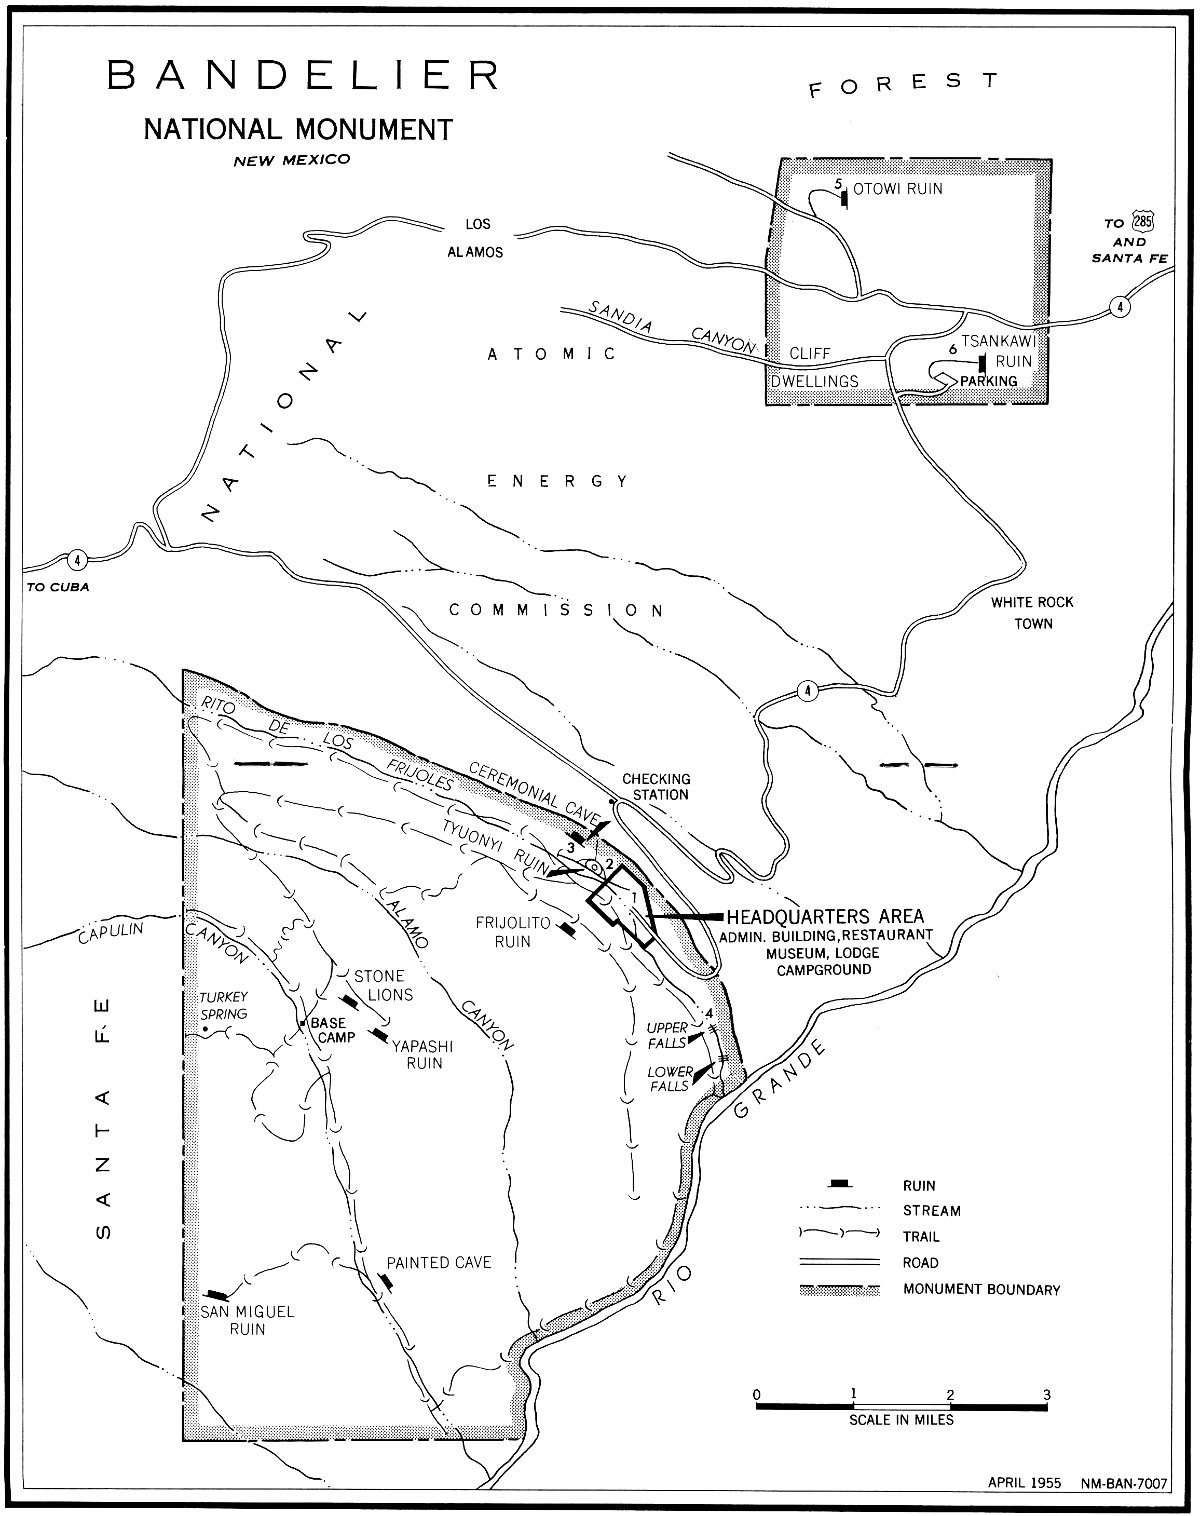 BANDELIER
NATIONAL MONUMENT
NEW MEXICO
FOREST
5
OTOWI RUIN
TO 285
AND
SANTA FE
4
LOS
ALAMOS
NATIONAL
SANDIA CANYON
CLIFF
DWELLINGS
TSANKAWI
RUIN
6
PARKING
ATOMIC
ENERGY
COMMISSION
4
TO CUBA
WHITE ROCK
TOWN
4
RITO DE LOS FRIJOLES
CEREMONIAL CAVE
CHECKING
STATION
TYUONYI RUIN
3
2
1
HEADQUARTERS AREA
ADMIN. BUILDING, RESTAURANT
MUSEUM, LODGE
CAMPGROUND
FRIJOLITO
RUIN
ALAMO
CANYON
CAPULIN
CANYON
STONE
LIONS
TURKEY
SPRING
BASE
CAMP
YAPASHI
RUIN
4
UPPER
FALLS
LOWER
FALLS
RIO GRANDE
SANTA FE
PAINTED CAVE
SAN MIGUEL
RUIN
RUIN
STREAM
TRAIL
ROAD
MONUMENT BOUNDARY
0 1 2 3
SCALE IN MILES
APRIL 1955 NM-BAN-7007